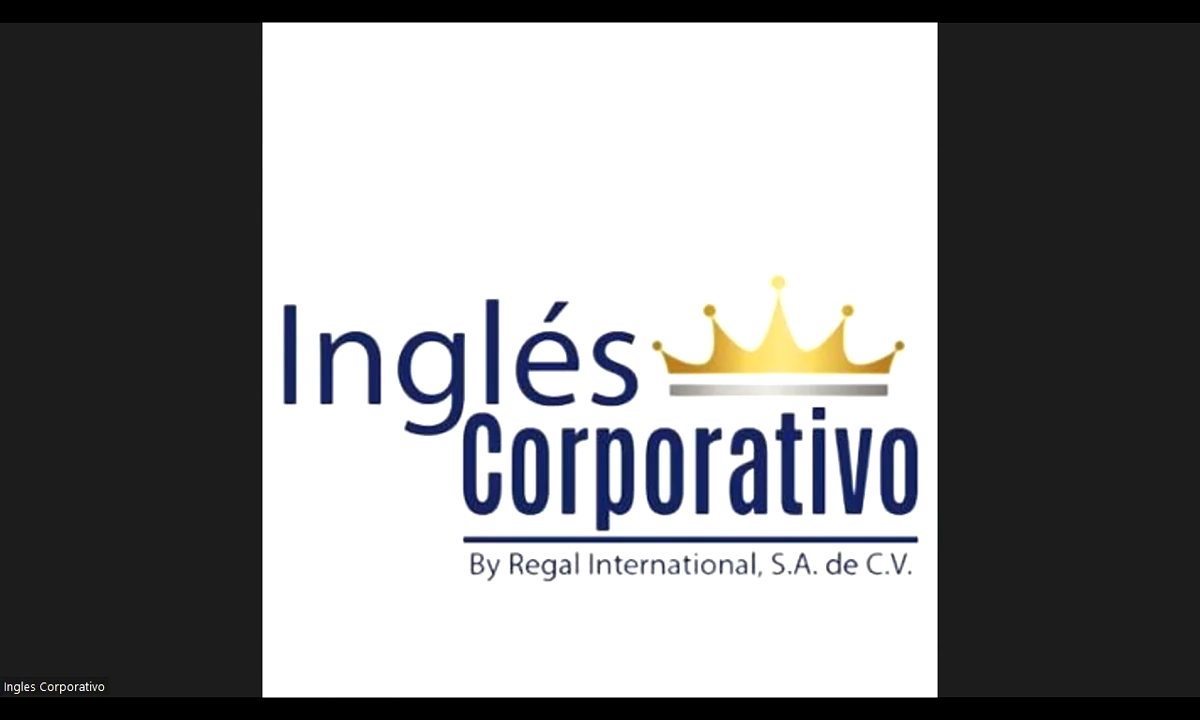 Inglés
Corporativo
By Regal International, S.A. de C.V.
Ingles Corporativo